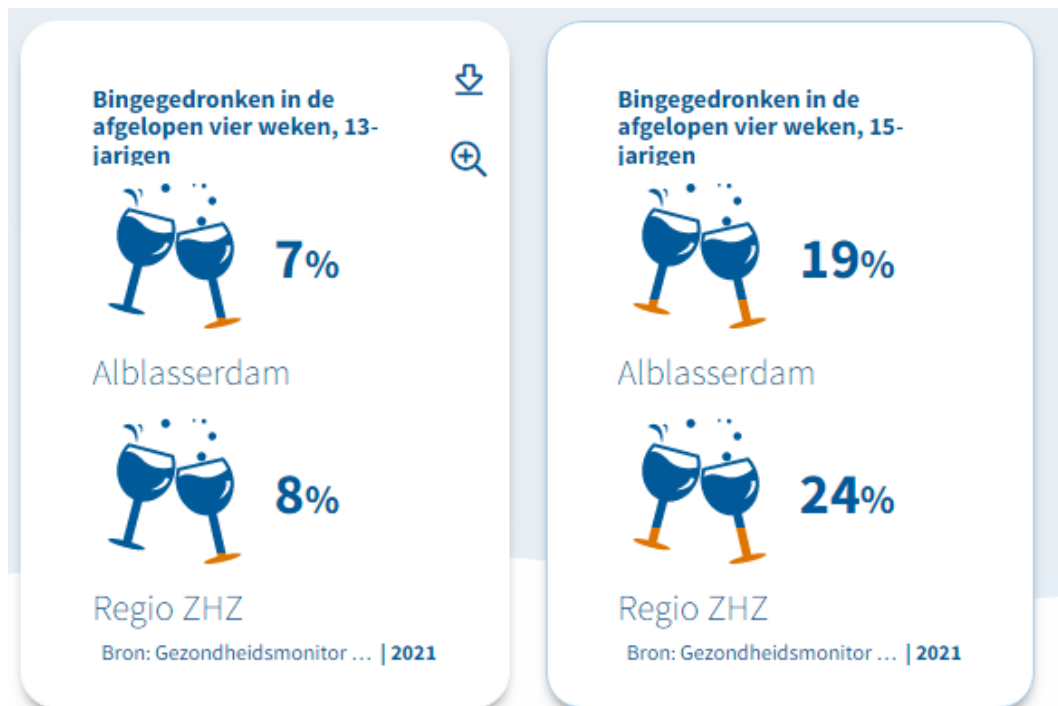 Bingegedronken in de
afgelopen vier weken, 13-
jarigen
7%
Alblasserdam
8%
Regio ZHZ
Bron: Gezondheidsmonitor ... | 2021
Bingegedronken in de
afgelopen vier weken, 15-
jarigen
19%
Alblasserdam
24%
Regio ZHZ
Bron: Gezondheidsmonitor ... | 2021